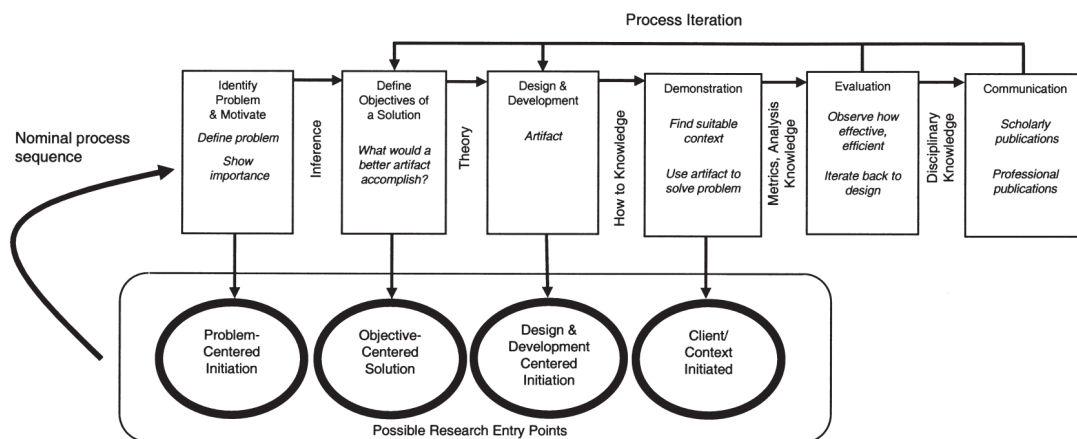 Process Iteration
Nominal process
sequence
Identify
Problem
& Motivate
Define problem
Show
importance
Inference
Define
Objectives of
a Solution
What would a
better artifact
accomplish?
Theory
Design &
Development
Artifact
How to Knowledge
Demonstration
Find suitable
context
Use artifact to
solve problem
Metrics, Analysis
Knowledge
Evaluation
Observe how
effective,
efficient
Iterate back to
design
Disciplinary
Knowledge
Communication
Scholarly
publications
Professional
publications
Problem-
Centered
Initiation
Objective-
Centered
Solution
Design &
Development
Centered
Initiation
Client/
Context
Initiated
Possible Research Entry Points